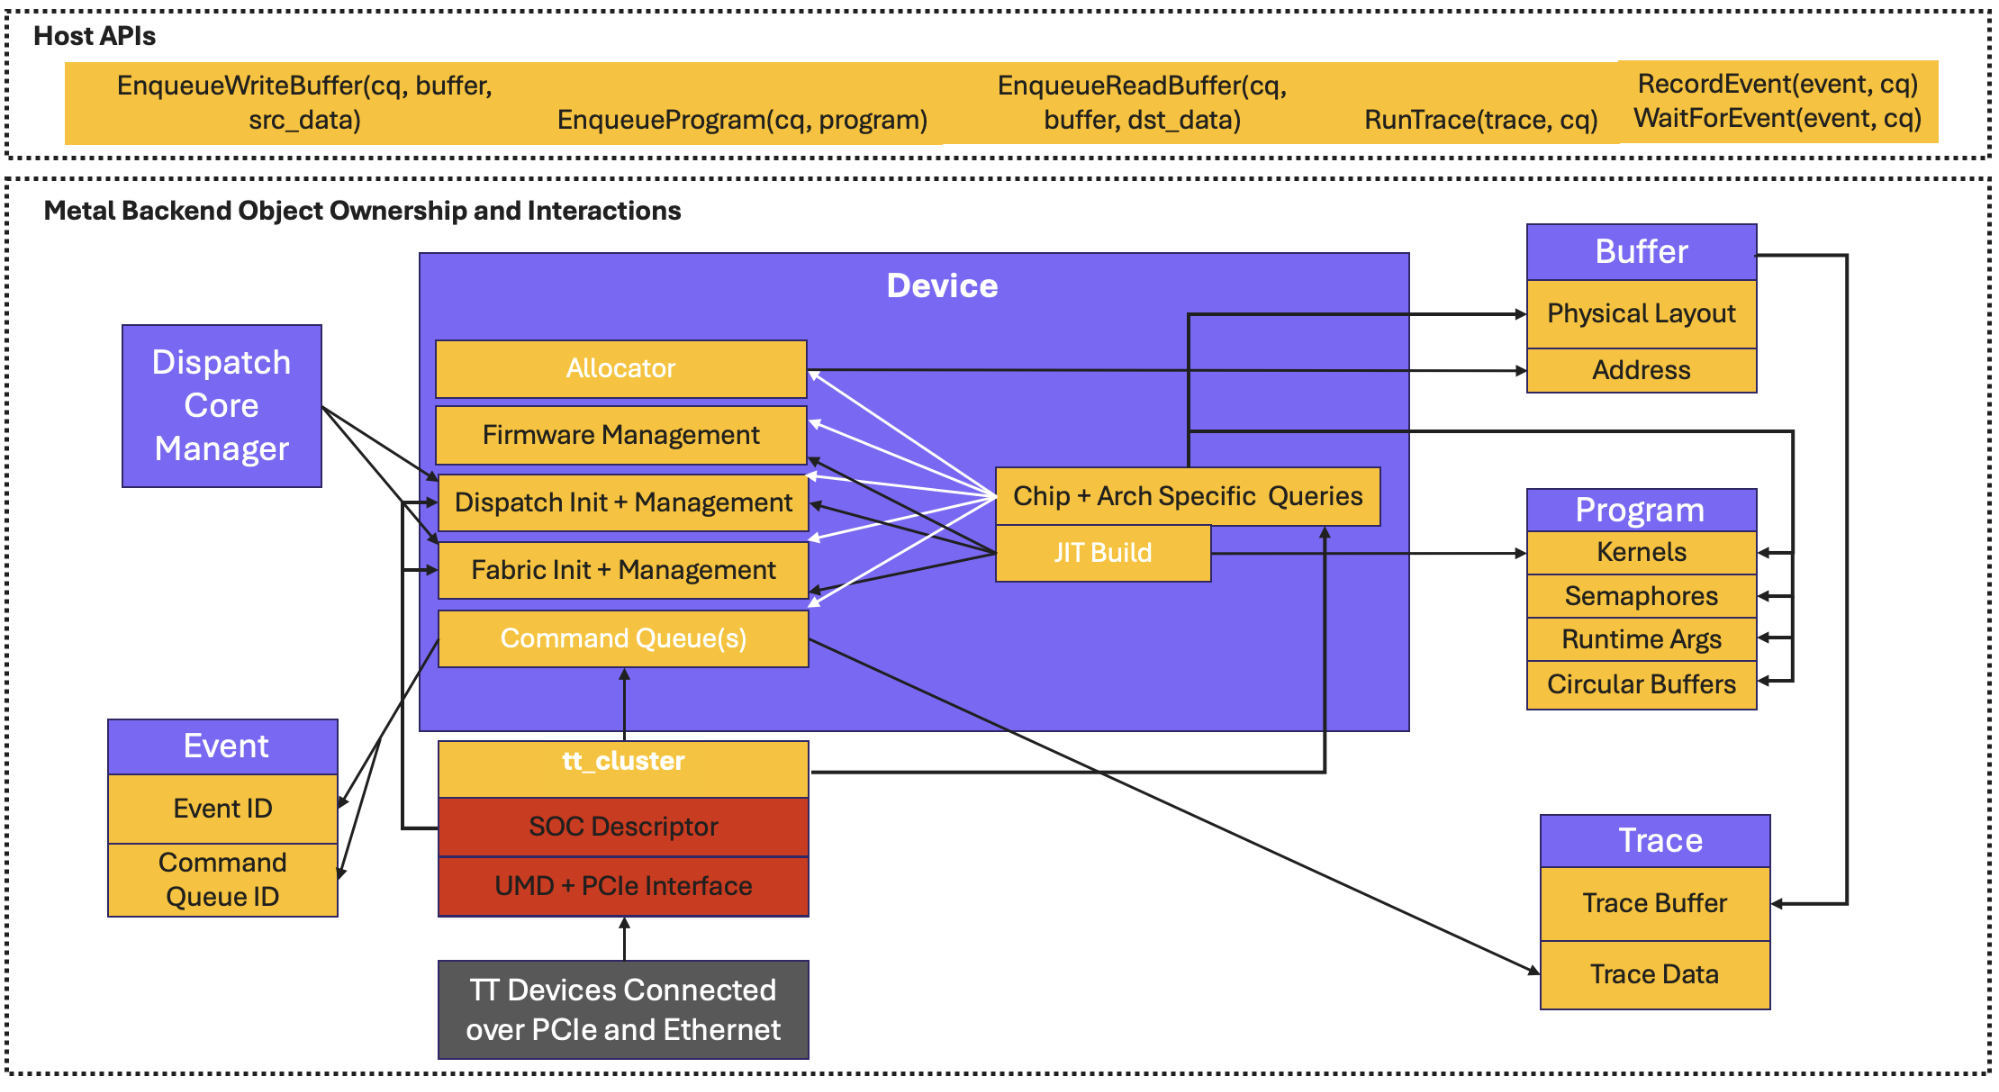 Host APIs
EnqueueWriteBuffer(cq, buffer,
src_data)
EnqueueProgram(cq, program)
EnqueueReadBuffer(cq,
buffer, dst_data)
RunTrace(trace, cq)
RecordEvent(event, cq)
WaitForEvent(event, cq)
Metal Backend Object Ownership and Interactions
Dispatch
Core
Manager
Device
Allocator
Firmware Management
Dispatch Init + Management
Fabric Init + Management
Command Queue(s)
Chip + Arch Specific Queries
JIT Build
Buffer
Physical Layout
Address
Program
Kernels
Semaphores
Runtime Args
Circular Buffers
Event
Event ID
Command
Queue ID
tt_cluster
SOC Descriptor
UMD + PCIe Interface
TT Devices Connected
over PCIe and Ethernet
Trace
Trace Buffer
Trace Data